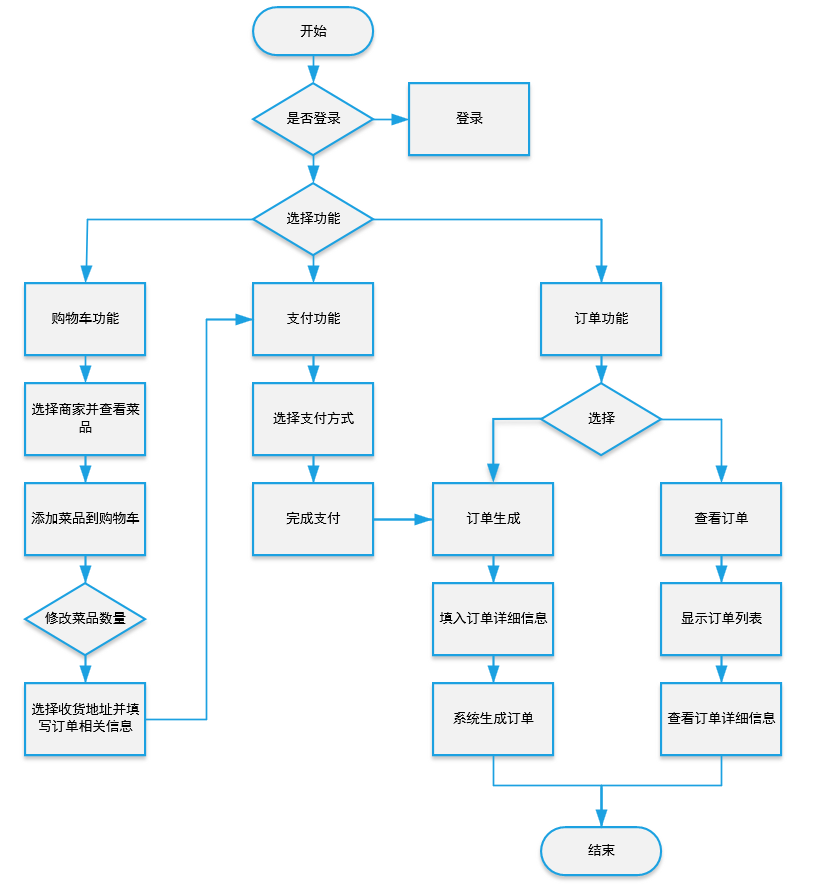 开始
是否登录
登录
选择功能
购物车功能
支付功能
订单功能
选择商家并查看菜
品
选择支付方式
选择
添加菜品到购物车
完成支付
订单生成
查看订单
修改菜品数量
填入订单详细信息
显示订单列表
选择收货地址并填
写订单相关信息
系统生成订单
查看订单详细信息
结束